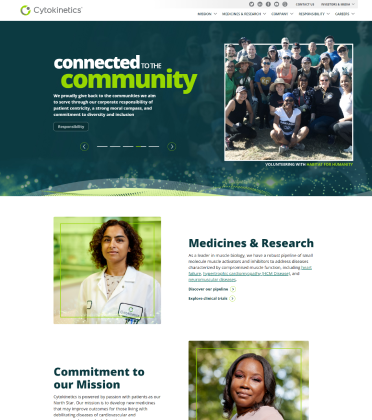 Cytokinetics
CONTACT US
INVESTORS & MEDIA
MISSION
MEDICINES & RESEARCH
COMPANY
RESPONSIBILITY
CAREERS
connected TO THE
community
We proudly give back to the communities we aim
to serve through our corporate responsibility of
patient centricity, a strong moral compass, and
commitment to diversity and inclusion
Responsibility
VOLUNTEERING WITH HABITAT FOR HUMANITY
Medicines & Research
As a leader in muscle biology, we have a robust pipeline of small
molecule muscle activators and inhibitors to address diseases
characterized by compromised muscle function, including heart
failure, hypertrophic cardiomyopathy (HCM Disease), and
neuromuscular diseases.
Discover our pipeline
Explore clinical trials
Commitment to
our Mission
Cytokinetics is powered by passion with patients as our
North Star. Our mission is to develop new medicines
that may improve outcomes for those living with
debilitating diseases of cardiovascular and